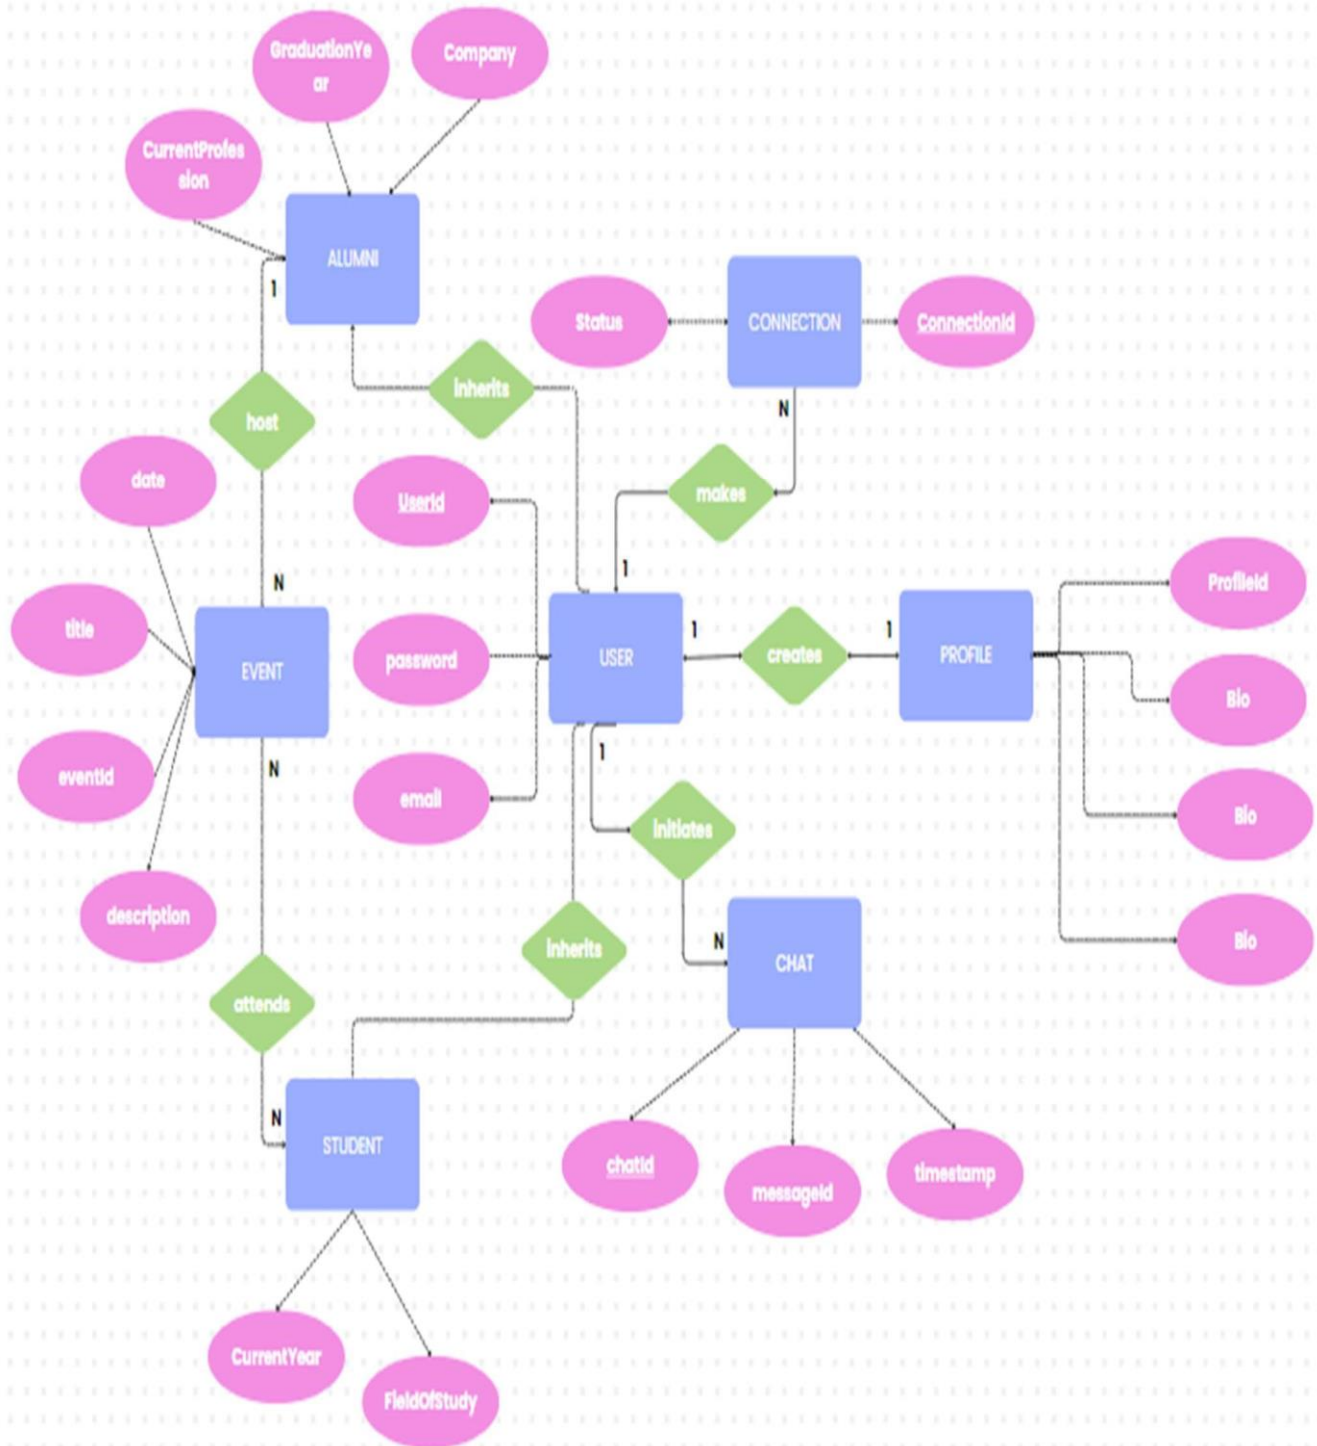 GraduationYe
ar
Company
CurrentProfes
sion
ALUMNI
1
Status
CONNECTION
ConnectionId
inherits
N
host
date
UserId
makes
N
1
title
EVENT
password
USER
1
creates
1
PROFILE
ProfileId
Bio
eventId
N
email
1
initiates
Bio
description
inherits
N
CHAT
Bio
attends
N
STUDENT
chatId
messageId
timestamp
CurrentYear
FieldOfStudy